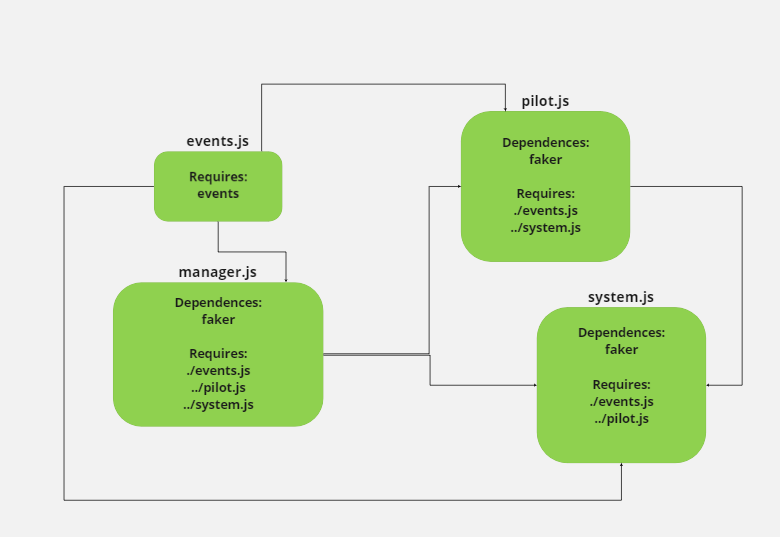 events.js
Requires:
events
manager.js
Dependences:
faker
Requires:
./events.js
../pilot.js
../system.js
pilot.js
Dependences:
faker
Requires:
./events.js
../system.js
system.js
Dependences:
faker
Requires:
./events.js
../pilot.js